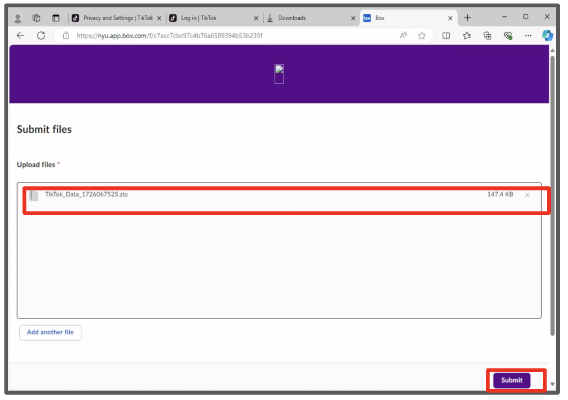 Privacy and Settings | TikTok
Log in | TikTok
Downloads
box
Box
https://nyu.app.box.com/f/c7acc7cbc97c4b76a6589394b53b235f
Submit files
Upload files *
TikTok_Data_1726067525.zip
147.4 KB
Add another file
Submit